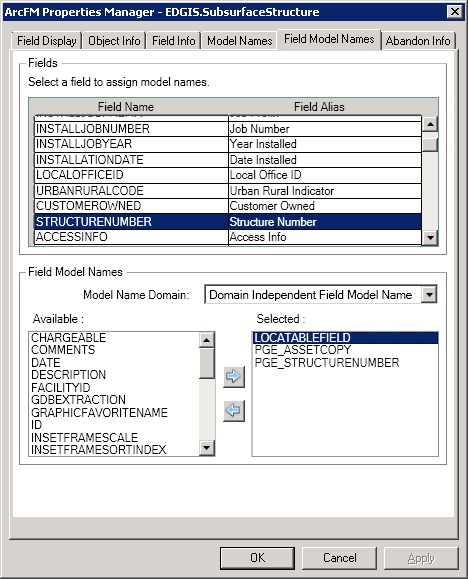 ArcFM Properties Manager - EDGIS.SubsurfaceStructure
Field Display Object Info Field Info Model Names Field Model Names Abandon Info
Fields
Select a field to assign model names.
Field Name Field Alias
INSTALLJOBNUMBER Job Number
INSTALLJOBYEAR Year Installed
INSTALLATIONDATE Date Installed
LOCALOFFICEID Local Office ID
URBANRURALCODE Urban Rural Indicator
CUSTOMEROWNED Customer Owned
STRUCTURENUMBER Structure Number
ACCESSINFO Access Info
Field Model Names
Model Name Domain: Domain Independent Field Model Name
Available : Selected :
CHARGEABLE LOCATABLEFIELD
COMMENTS PGE_ASSETCOPY
DATE PGE_STRUCTURENUMBER
DESCRIPTION
FACILITYID
GDBEXTRACTION
GRAPHICFAVORITENAME
ID
INSETFRAMESCALE
INSETFRAMESORTINDEX
OK Cancel Apply